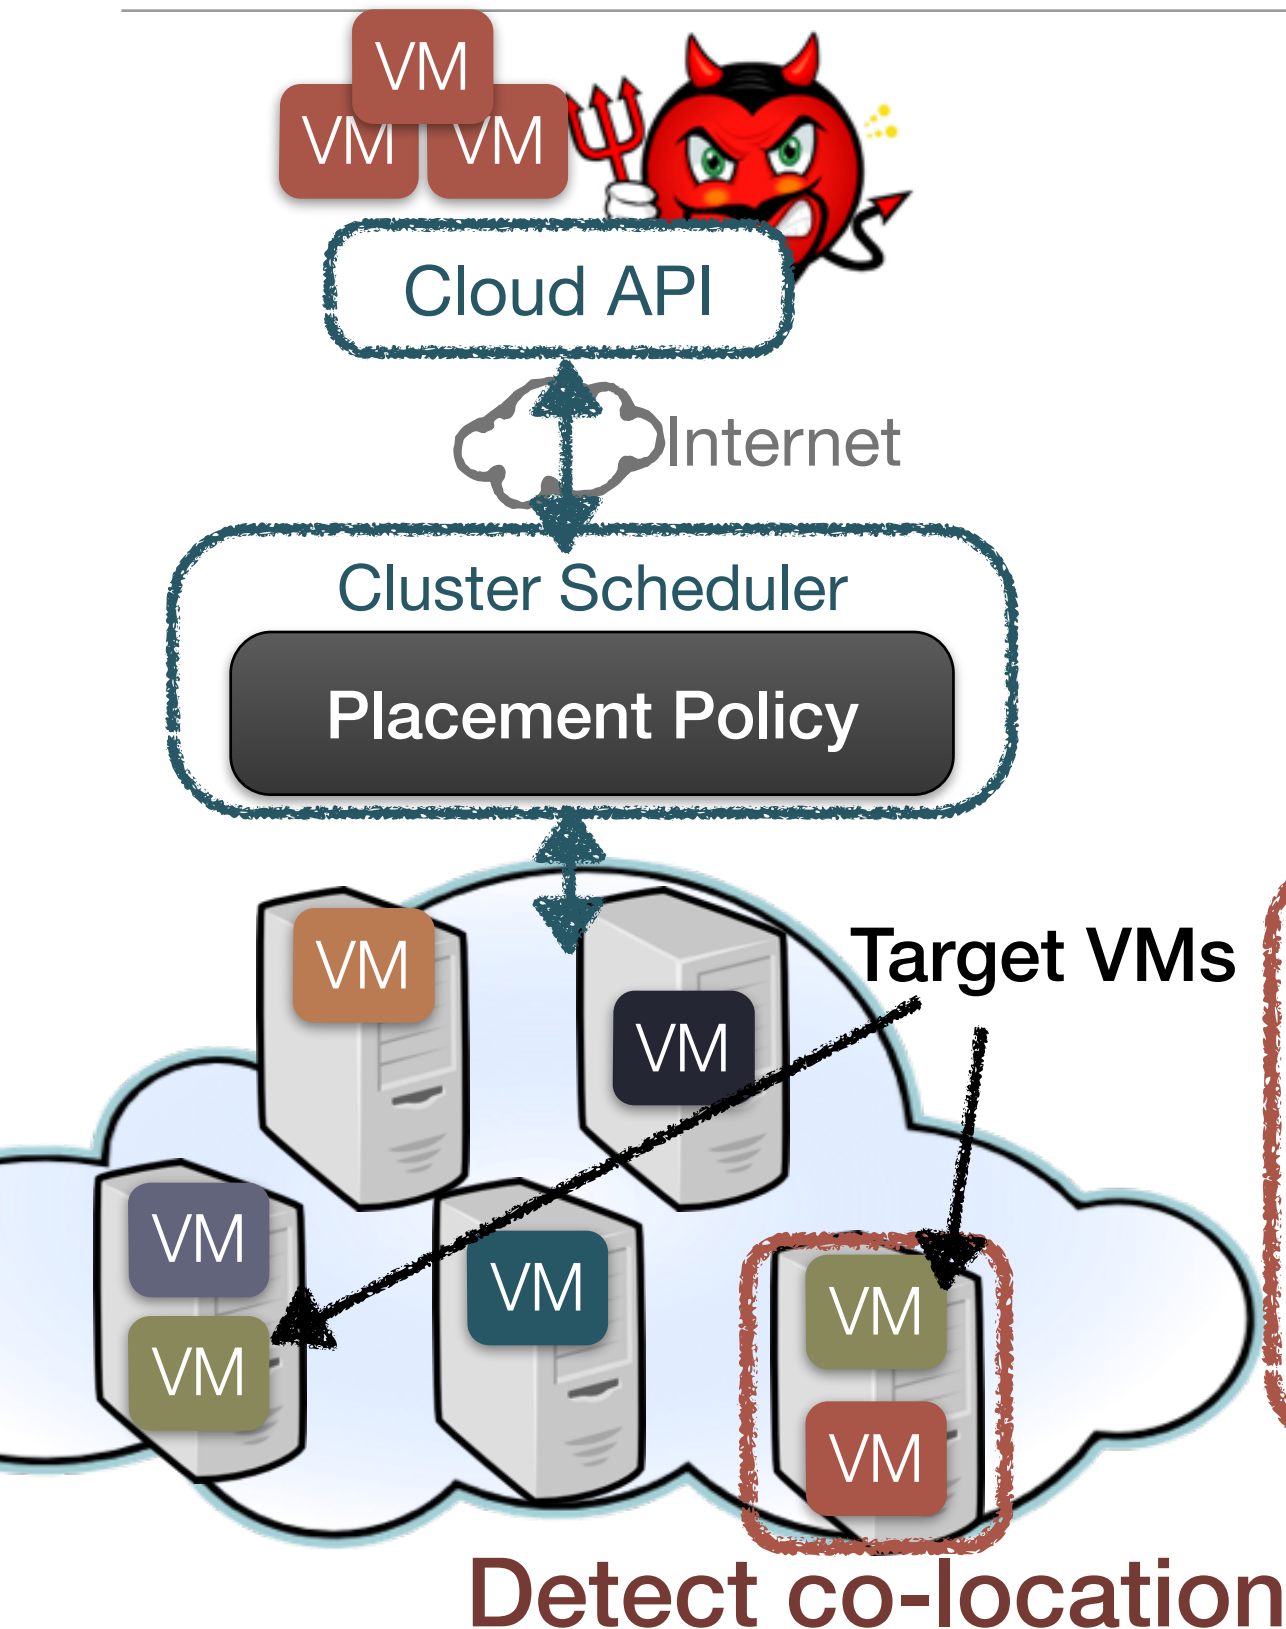 VM
VM VM
Cloud API
Internet
Cluster Scheduler
Placement Policy
VM
Target VMs
VM
VM
VM
VM
VM
VM
Detect co-location